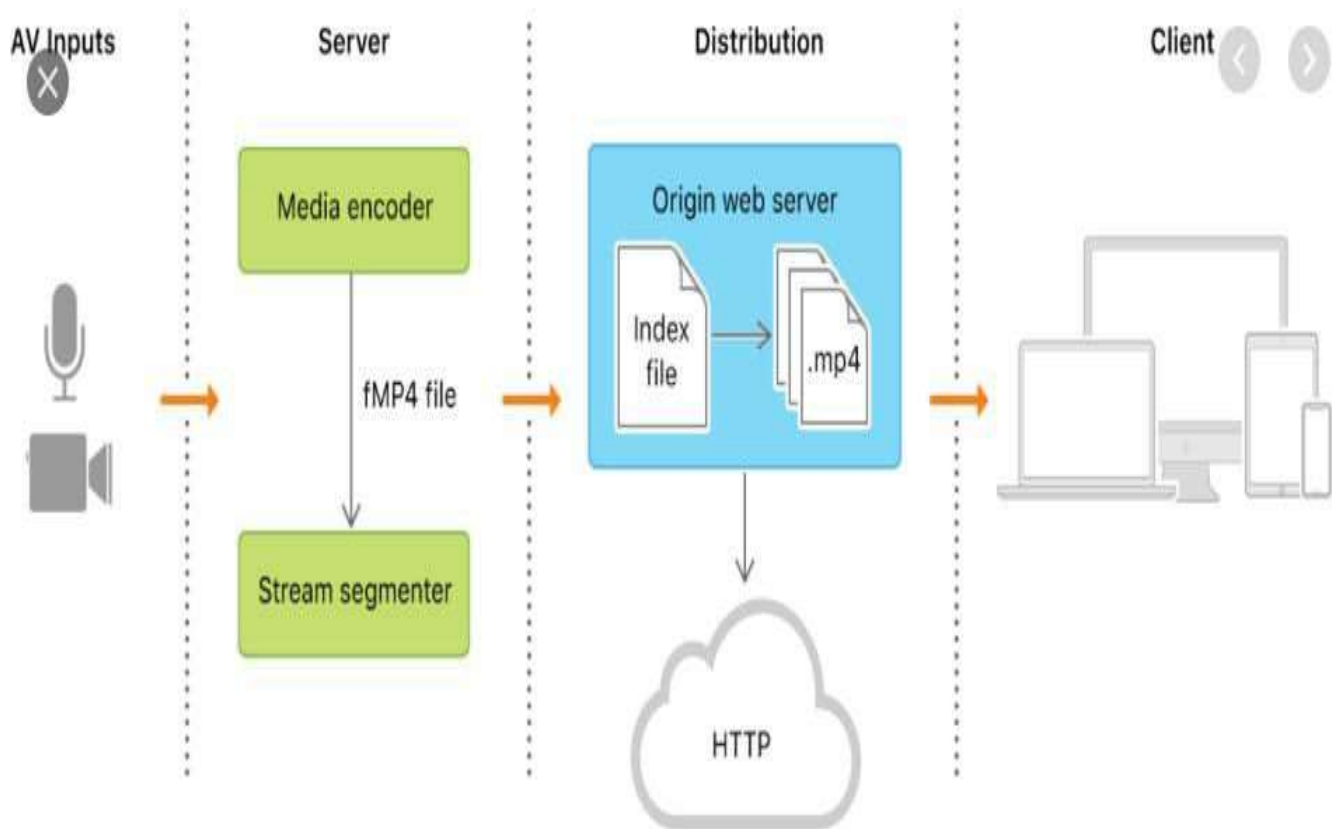 AV Inputs
Server
Distribution
Client
Media encoder
fMP4 file
Stream segmenter
Origin web server
Index
file
.mp4
HTTP